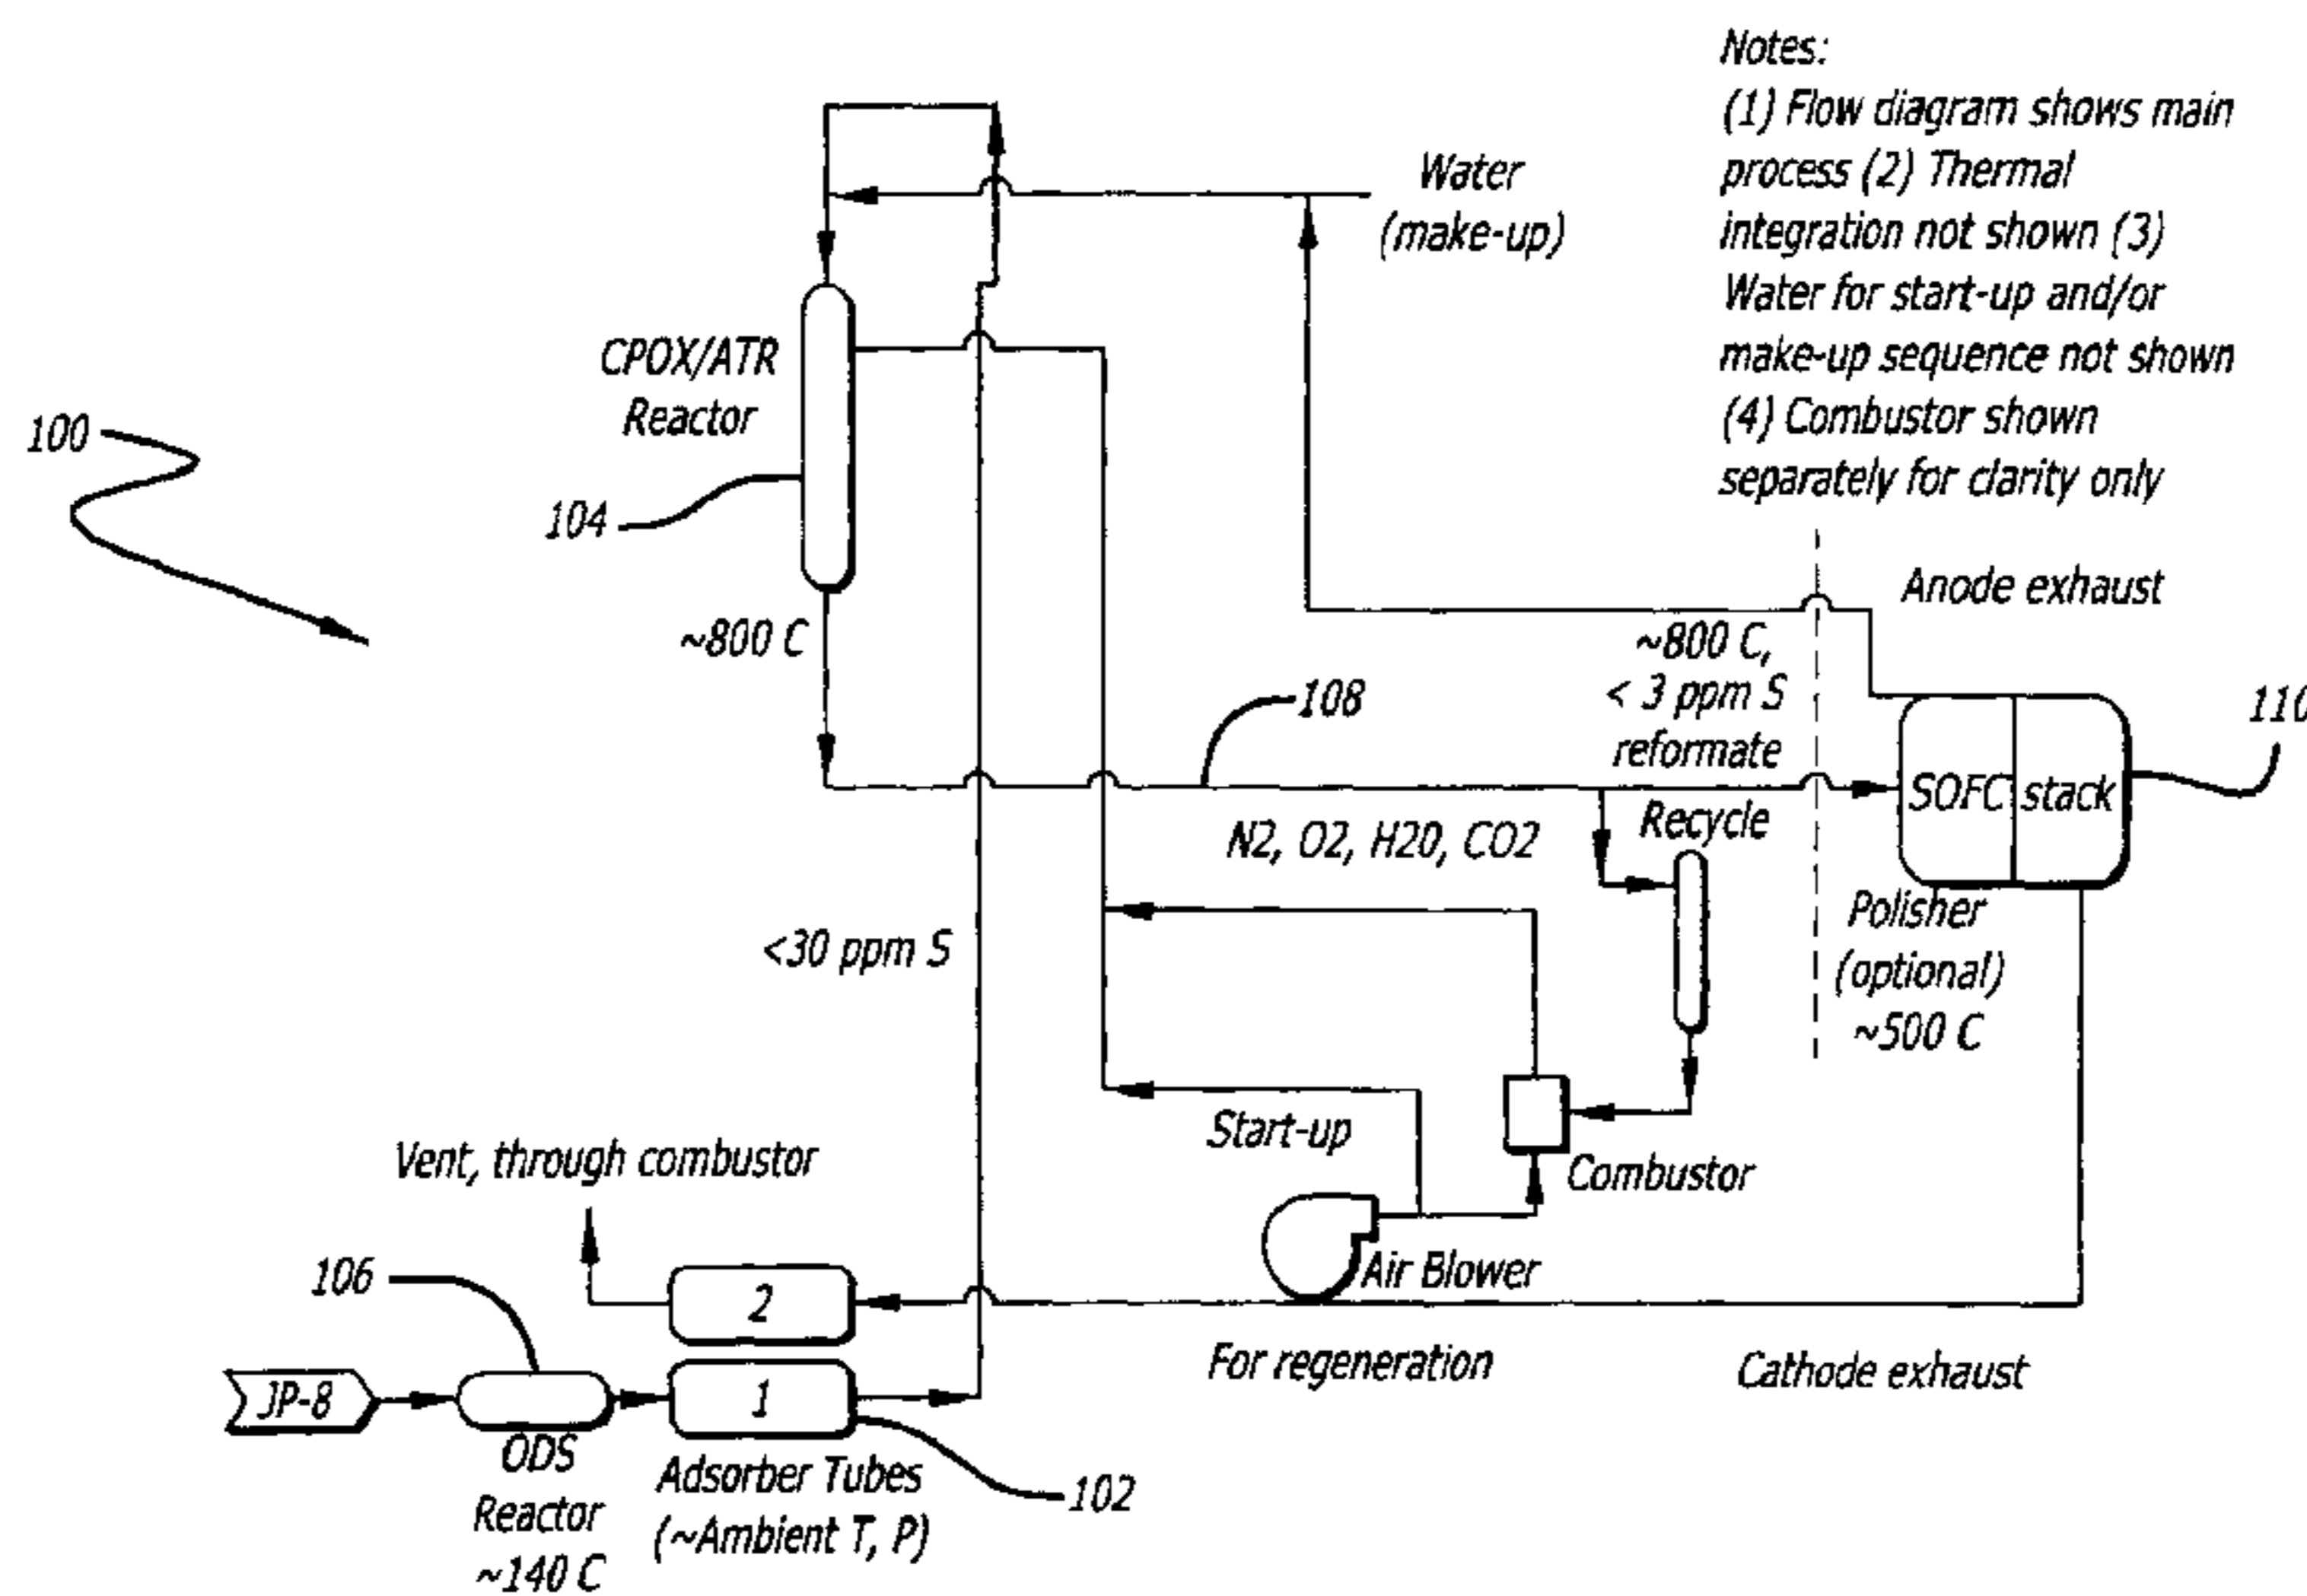 Notes:
(1) Flow diagram shows main
process (2) Thermal
integration not shown (3)
Water for start-up and/or
make-up sequence not shown
(4) Combustor shown
separately for clarity only
Water
(make-up)
CPOX/ATR
Reactor
100
104
~800 C
Anode exhaust
~800 C,
< 3 ppm S
reformate
108
110
SOFC stack
Recycle
N2, O2, H20, CO2
Polisher
(optional)
~500 C
<30 ppm S
Start-up
Combustor
Vent, through combustor
Air Blower
106
2
For regeneration
Cathode exhaust
JP-8
1
ODS
Reactor
~140 C
Adsorber Tubes
(~Ambient T, P)
102